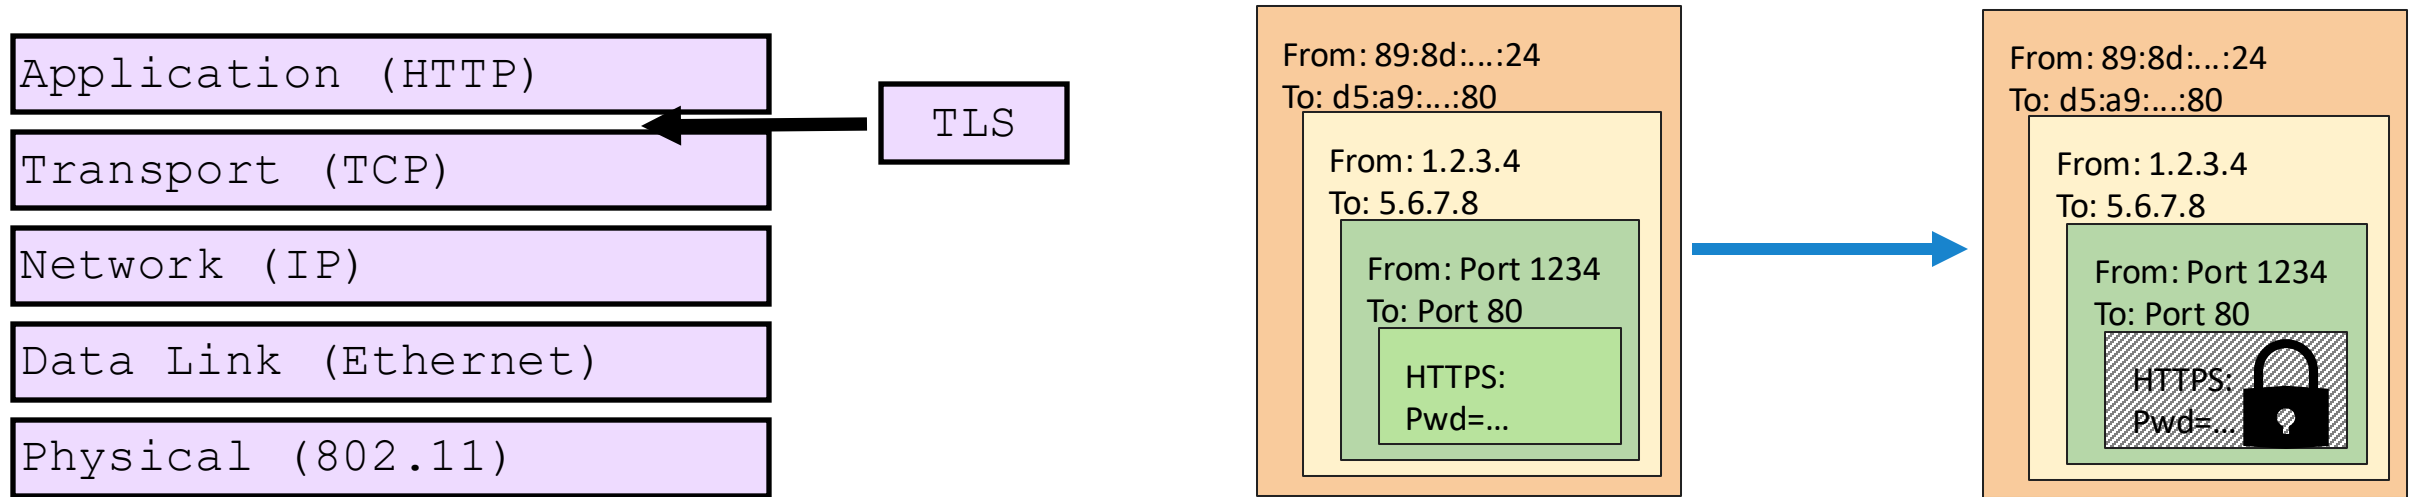 Application (HTTP)
Transport (TCP)
Network (IP)
Data Link (Ethernet)
Physical (802.11)
TLS
From: 89:8d:...:24
To: d5:a9:...:80
From: 1.2.3.4
To: 5.6.7.8
From: Port 1234
To: Port 80
HTTPS:
Pwd=...
From: 89:8d:...:24
To: d5:a9:...:80
From: 1.2.3.4
To: 5.6.7.8
From: Port 1234
To: Port 80
HTTPS:
Pwd=...